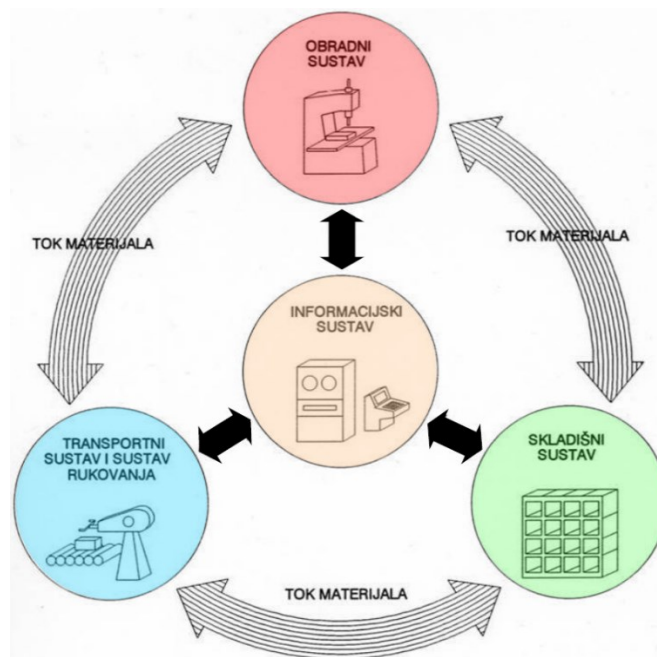 OBRADNI
SUSTAV
TOK MATERIJALA
TOK MATERIJALA
INFORMACIJSKI
SUSTAV
TRANSPORTNI
SUSTAV I SUSTAV
RUKOVANJA
SKLADIŠNI
SUSTAV
TOK MATERIJALA